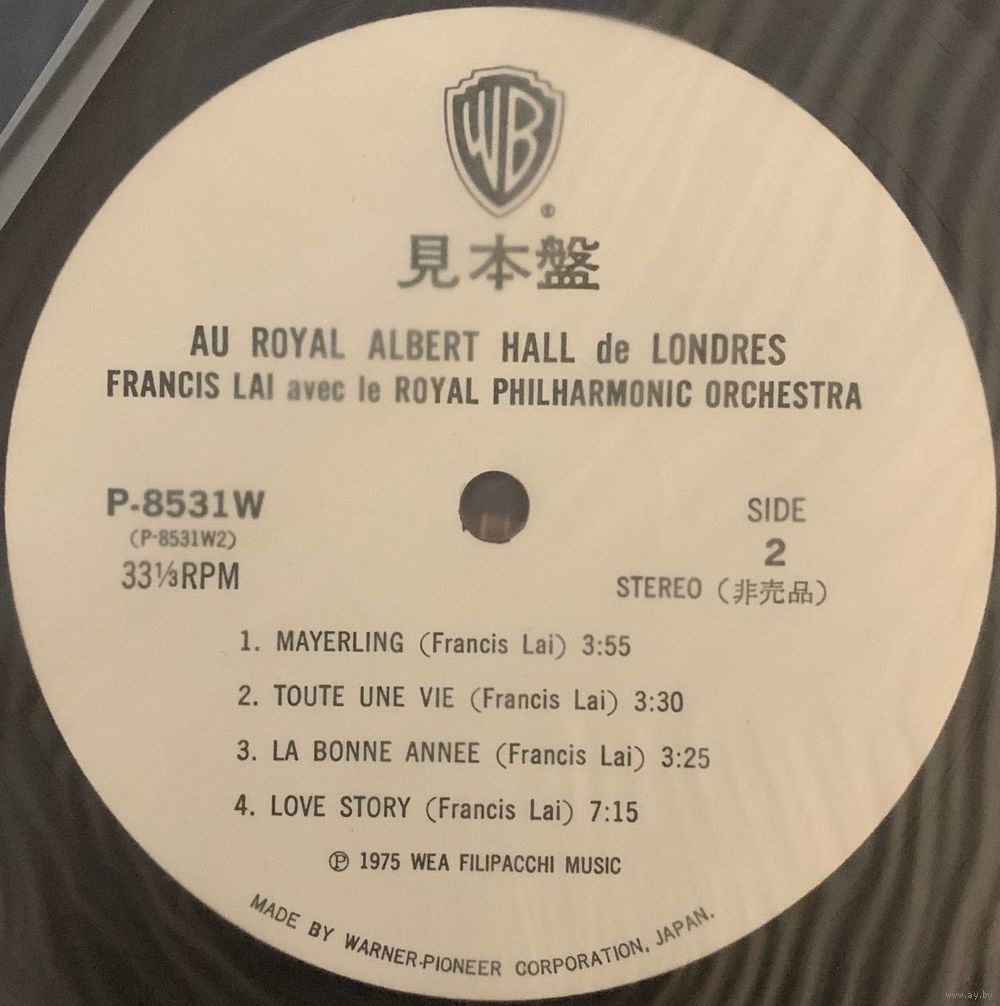 WB
®
見本盤
AU ROYAL ALBERT HALL de LONDRES
FRANCIS LAI avec le ROYAL PHILHARMONIC ORCHESTRA
P-8531W
(P-8531W2)
33⅓RPM
SIDE
2
STEREO (非売品)
1. MAYERLING (Francis Lai) 3:55
2. TOUTE UNE VIE (Francis Lai) 3:30
3. LA BONNE ANNEE (Francis Lai) 3:25
4. LOVE STORY (Francis Lai) 7:15
℗ 1975 WEA FILIPACCHI MUSIC
MADE BY WARNER-PIONEER CORPORATION, JAPAN.
www.ay.by